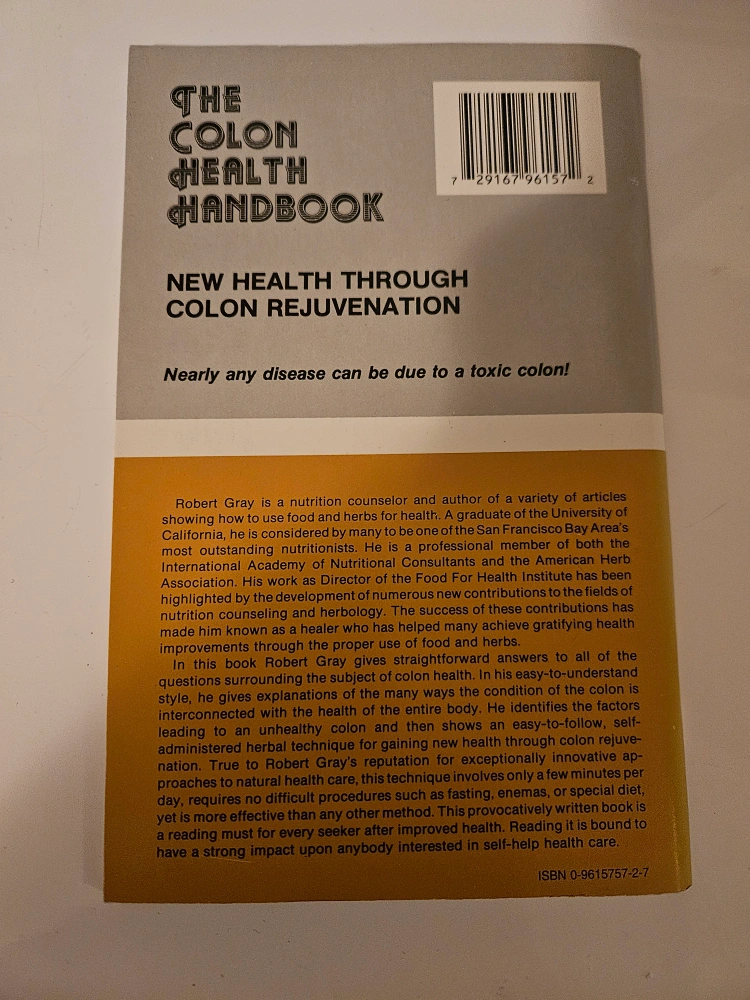 THE
COLON
HEALTH
HANDBOOK
7 29167 96157 2
NEW HEALTH THROUGH
COLON REJUVENATION
Nearly any disease can be due to a toxic colon!
Robert Gray is a nutrition counselor and author of a variety of articles
showing how to use food and herbs for health. A graduate of the University of
California, he is considered by many to be one of the San Francisco Bay Area's
most outstanding nutritionists. He is a professional member of both the
International Academy of Nutritional Consultants and the American Herb
Association. His work as Director of the Food For Health Institute has been
highlighted by the development of numerous new contributions to the fields of
nutrition counseling and herbology. The success of these contributions has
made him known as a healer who has helped many achieve gratifying health
improvements through the proper use of food and herbs.
In this book Robert Gray gives straightforward answers to all of the
questions surrounding the subject of colon health. In his easy-to-understand
style, he gives explanations of the many ways the condition of the colon is
interconnected with the health of the entire body. He identifies the factors
leading to an unhealthy colon and then shows an easy-to-follow, self-
administered herbal technique for gaining new health through colon rejuve-
nation. True to Robert Gray's reputation for exceptionally innovative ap-
proaches to natural health care, this technique involves only a few minutes per
day, requires no difficult procedures such as fasting, enemas, or special diet,
yet is more effective than any other method. This provocatively written book is
a reading must for every seeker after improved health. Reading it is bound to
have a strong impact upon anybody interested in self-help health care.
ISBN 0-9615757-2-7